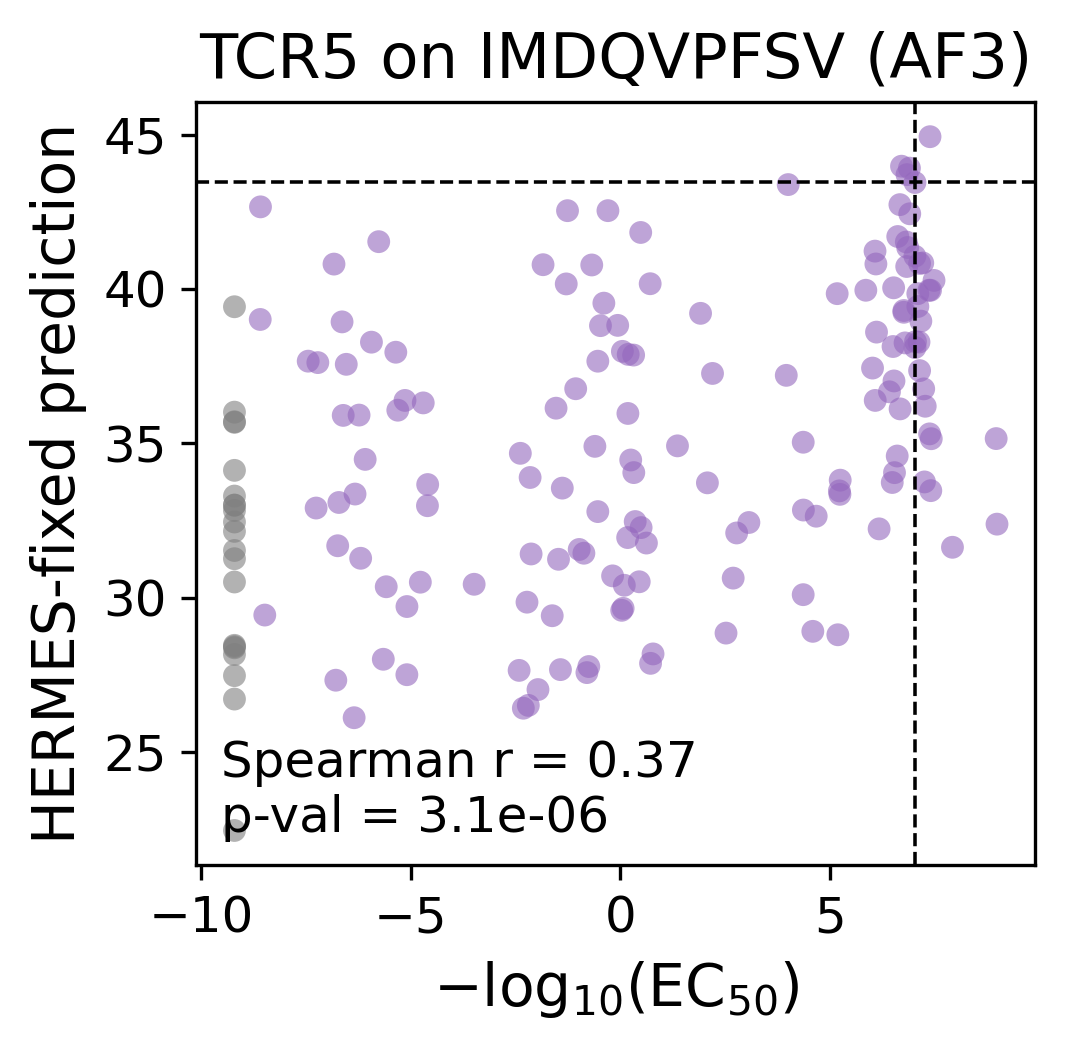 TCR5 on IMDQVPFSV (AF3)
HERMES-fixed prediction
45
40
35
30
25
Spearman r = 0.37
p-val = 3.1e-06
−10
−5
0
5
−log₁₀(EC₅₀)